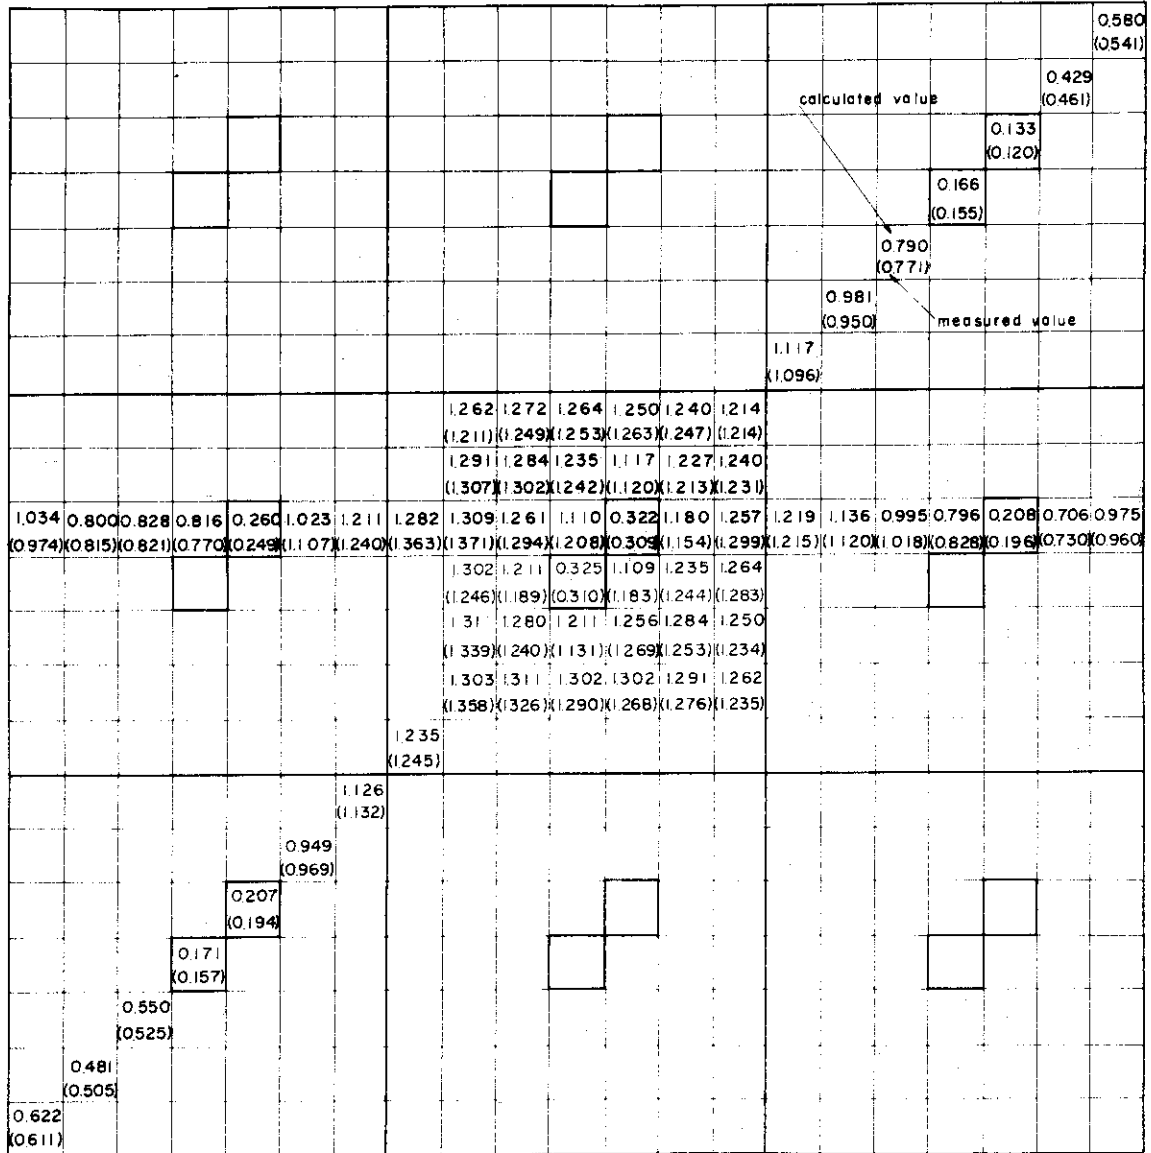 0.580
(0.541)
0.429
(0.461)
calculated value
0.133
(0.120)
0.166
(0.155)
0.790
(0.771)
0.981
(0.950)
measured value
1.117
(1.096)
1.262 1.272 1.264 1.250 1.240 1.214
(1.211) (1.249) (1.253) (1.263) (1.247) (1.214)
1.291 1.284 1.235 1.117 1.227 1.240
(1.307) (1.302) (1.242) (1.120) (1.213) (1.231)
1.034 0.800 0.828 0.816 0.260 1.023 1.211 1.282 1.309 1.261 1.110 0.322 1.180 1.257 1.219 1.136 0.995 0.796 0.208 0.706 0.975
(0.974) (0.815) (0.821) (0.770) (0.249) (1.107) (1.240) (1.363) (1.371) (1.294) (1.208) (0.309) (1.154) (1.299) (1.215) (1.120) (1.018) (0.828) (0.196) (0.730) (0.960)
1.302 1.211 0.325 1.109 1.235 1.264
(1.246) (1.189) (0.310) (1.183) (1.244) (1.283)
1.311 1.280 1.211 1.256 1.284 1.250
(1.339) (1.240) (1.131) (1.269) (1.253) (1.234)
1.303 1.311 1.302 1.302 1.291 1.262
(1.358) (1.326) (1.290) (1.268) (1.276) (1.235)
1.235
(1.245)
1.126
(1.132)
0.949
(0.969)
0.207
(0.194)
0.171
(0.157)
0.550
(0.525)
0.481
(0.505)
0.622
(0.611)